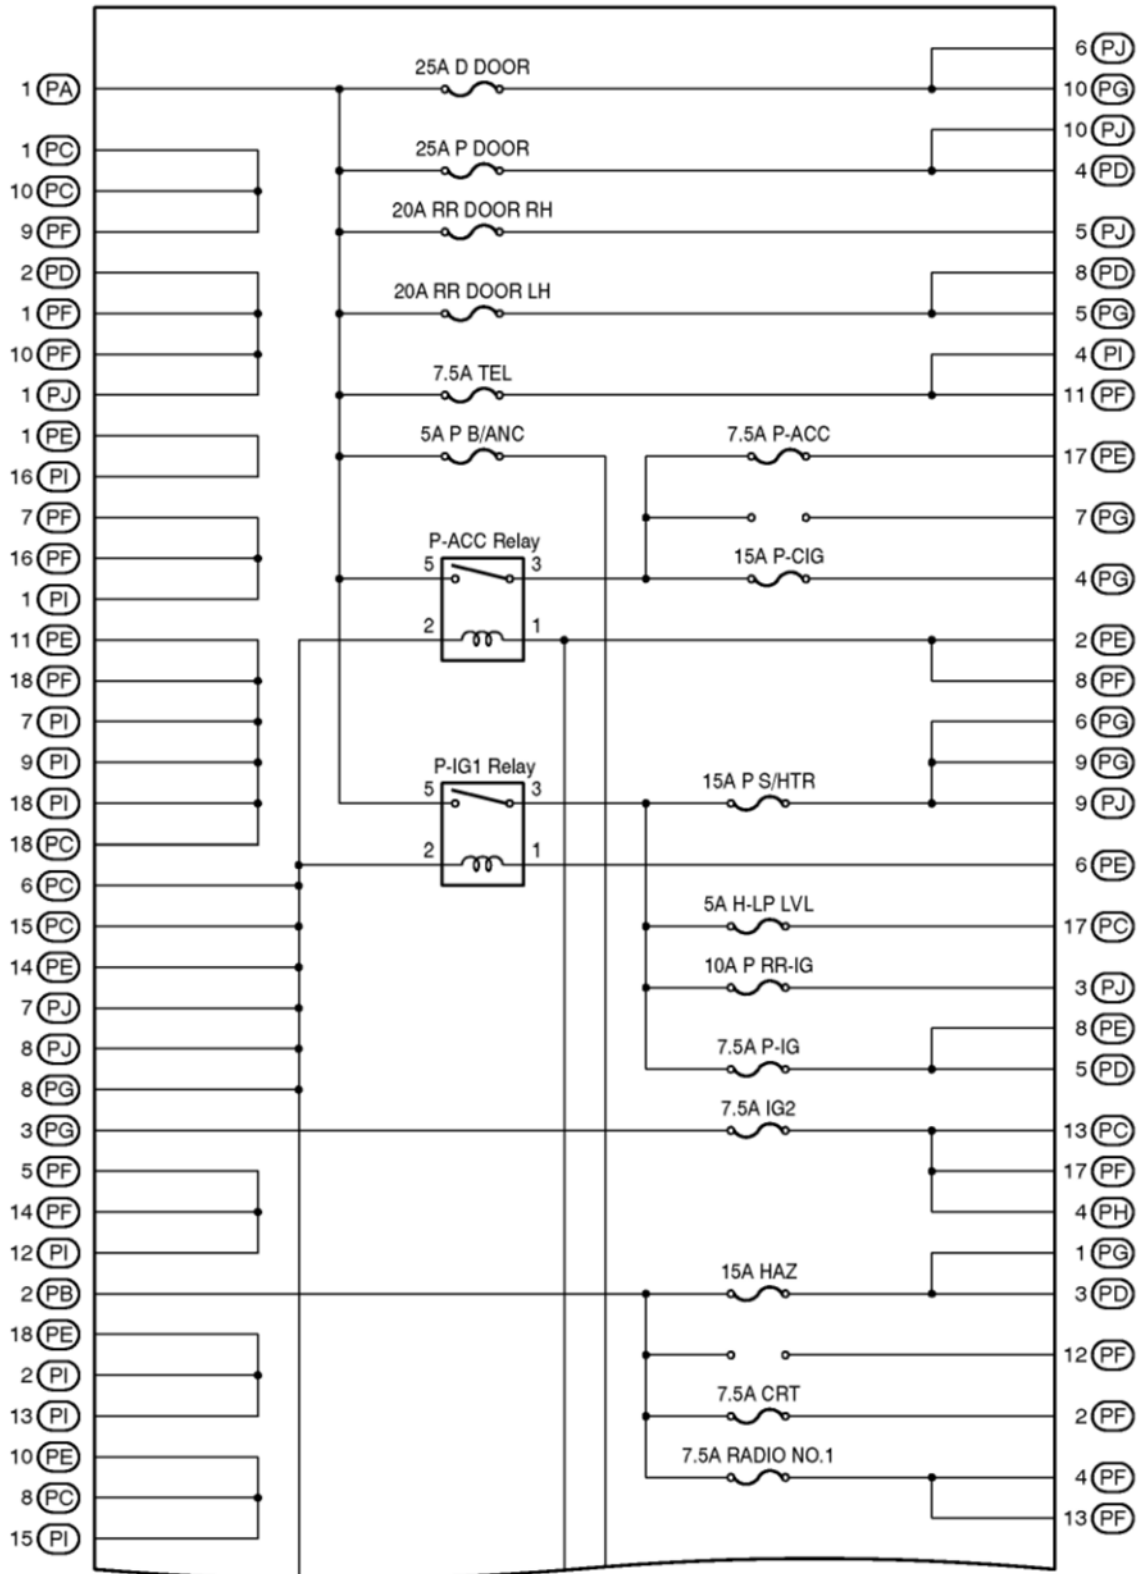 6 PJ
25A D DOOR
1 PA
10 PG
10 PJ
1 PC
25A P DOOR
4 PD
10 PC
20A RR DOOR RH
9 PF
5 PJ
2 PD
8 PD
20A RR DOOR LH
1 PF
5 PG
10 PF
4 PI
7.5A TEL
1 PJ
11 PF
1 PE
5A P B/ANC
7.5A P-ACC
17 PE
16 PI
7 PF
7 PG
P-ACC Relay
16 PF
15A P-CIG
5 3
4 PG
1 PI
2 1
11 PE
2 PE
18 PF
8 PF
7 PI
6 PG
9 PI
P-IG1 Relay
9 PG
15A P S/HTR
5 3
18 PI
9 PJ
18 PC
2 1
6 PE
6 PC
5A H-LP LVL
15 PC
17 PC
14 PE
10A P RR-IG
3 PJ
7 PJ
8 PE
8 PJ
7.5A P-IG
5 PD
8 PG
7.5A IG2
3 PG
13 PC
5 PF
17 PF
14 PF
4 PH
12 PI
1 PG
15A HAZ
2 PB
3 PD
18 PE
12 PF
2 PI
7.5A CRT
13 PI
2 PF
10 PE
7.5A RADIO NO.1
4 PF
8 PC
13 PF
15 PI